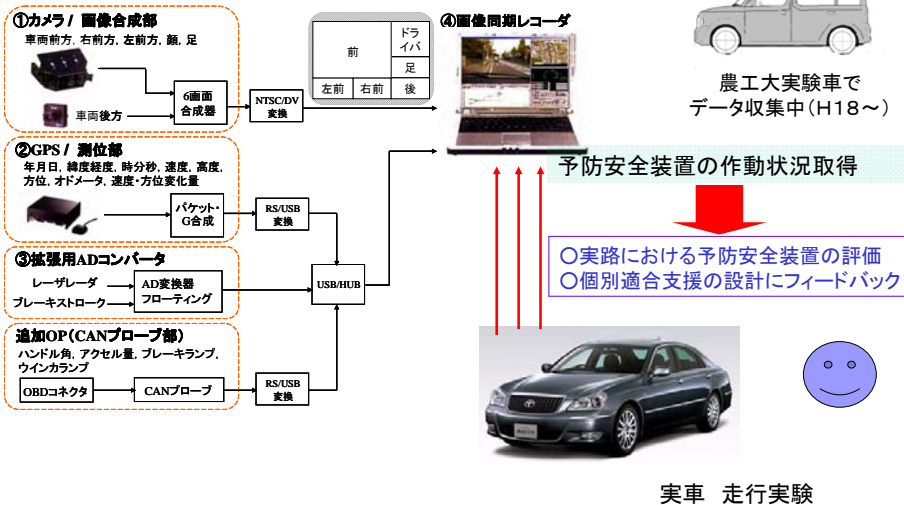 ①カメラ / 画像合成部
車両前方, 右前方, 左前方, 顔, 足
車両後方
6画面
合成器
NTSC/DV
変換
前
ドラ
イバ
足
左前
右前
後
④画像同期レコーダ
農工大実験車で
データ収集中(H18~)
②GPS / 測位部
年月日, 緯度経度, 時分秒, 速度, 高度,
方位, オドメータ, 速度・方位変化量
パケット・
G合成
RS/USB
変換
予防安全装置の作動状況取得
③拡張用ADコンバータ
レーザレーダ
ブレーキストローク
AD変換器
フローティング
USB/HUB
○実路における予防安全装置の評価
○個別適合支援の設計にフィードバック
追加OP(CANプローブ部)
ハンドル角, アクセル量, ブレーキランプ,
ウインカランプ
OBDコネクタ
CANプローブ
RS/USB
変換
実車 走行実験